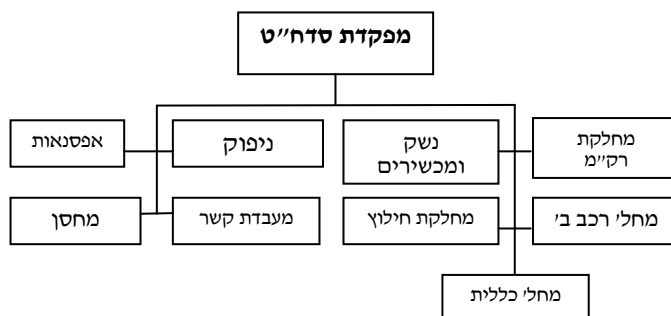 מפקדת סדח״ט
מחלקת
רק״מ
נשק
ומכשירים
ניפוק
אפסנאות
מחל׳ רכב ב׳
מחלקת חילוץ
מעבדת קשר
מחסן
מחל׳ כללית